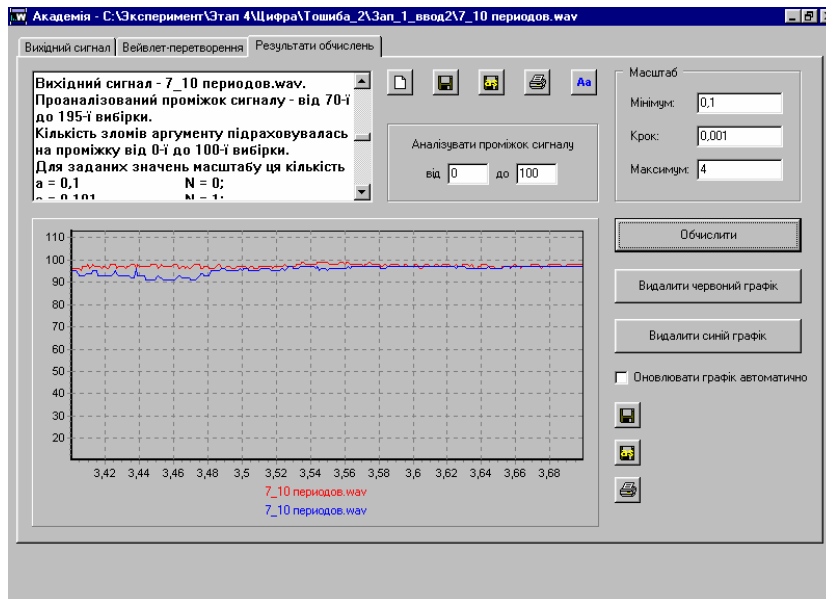 Академія - C:\Эксперимент\Этап 4\Цифра\Тошиба_2\Зап_1_ввод2\7_10 периодов.wav
Вихідний сигнал Вейвлет-перетворення Результати обчислень
Вихідний сигнал - 7_10 периодов.wav.
Проаналізований проміжок сигналу - від 70-ї
до 195-ї вибірки.
Кількість зломів аргументу підраховувалась
на проміжку від 0-ї до 100-ї вибірки.
Для заданих значень масштабу ця кількість
a = 0,1 N = 0;
a = 0,101 N = 1;
Aa
Аналізувати проміжок сигналу
від 0 до 100
Масштаб
Мінімум: 0,1
Крок: 0,001
Максимум: 4
Обчислити
Видалити червоний графік
Видалити синій графік
Оновлювати графік автоматично
110
100
90
80
70
60
50
40
30
20
3,42 3,44 3,46 3,48 3,5 3,52 3,54 3,56 3,58 3,6 3,62 3,64 3,66 3,68
7_10 периодов.wav
7_10 периодов.wav